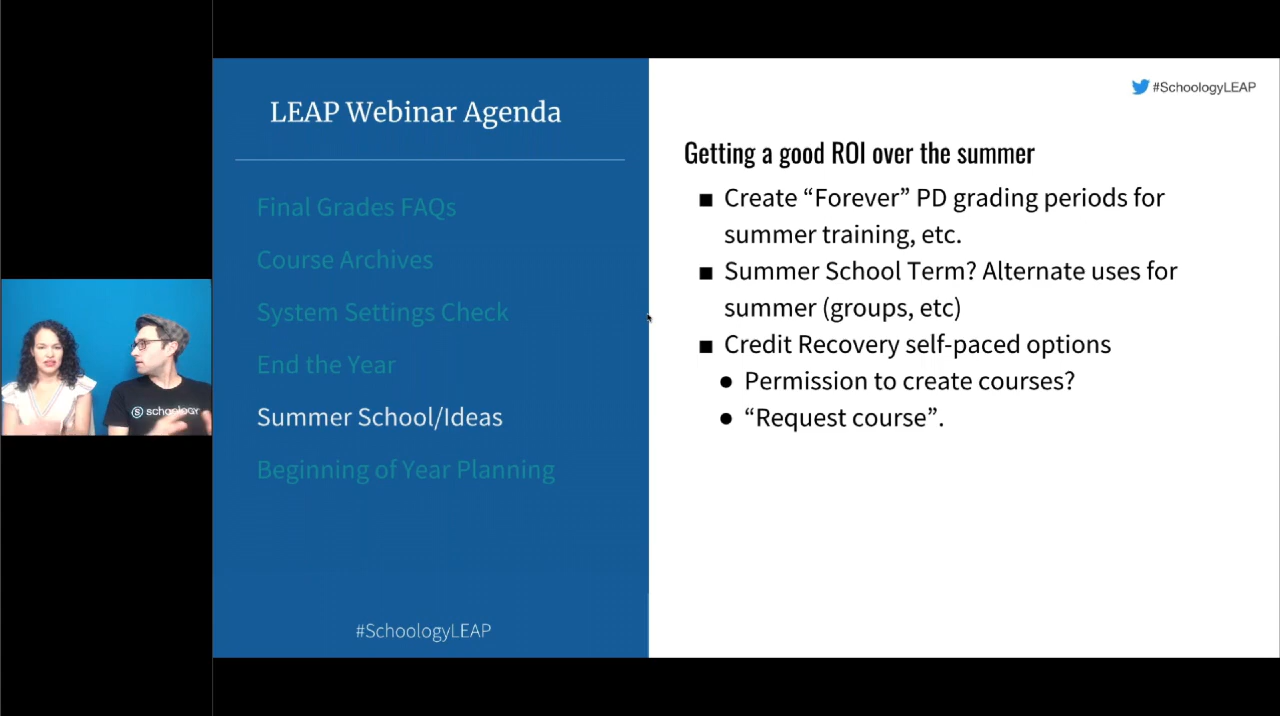 LEAP Webinar Agenda
Final Grades FAQs
Course Archives
System Settings Check
End the Year
Summer School/Ideas
Beginning of Year Planning
#SchoologyLEAP
#SchoologyLEAP
Getting a good ROI over the summer
■ Create “Forever” PD grading periods for
summer training, etc.
■ Summer School Term? Alternate uses for
summer (groups, etc)
■ Credit Recovery self-paced options
● Permission to create courses?
● “Request course”.
schoology